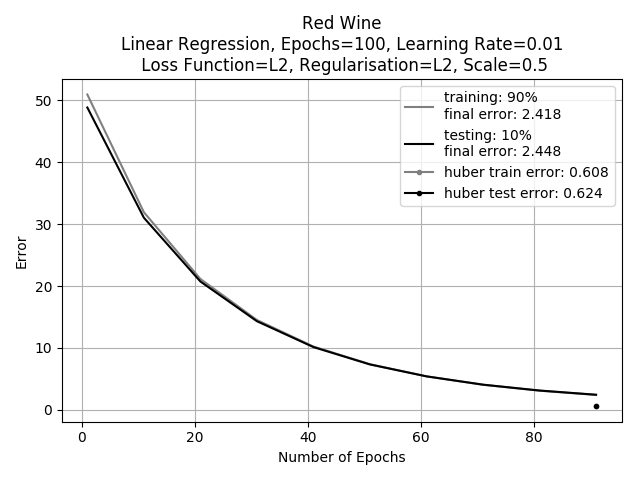 Red Wine
Linear Regression, Epochs=100, Learning Rate=0.01
Loss Function=L2, Regularisation=L2, Scale=0.5
training: 90%
final error: 2.418
testing: 10%
final error: 2.448
huber train error: 0.608
huber test error: 0.624
Error
50
40
30
20
10
0
0 20 40 60 80
Number of Epochs